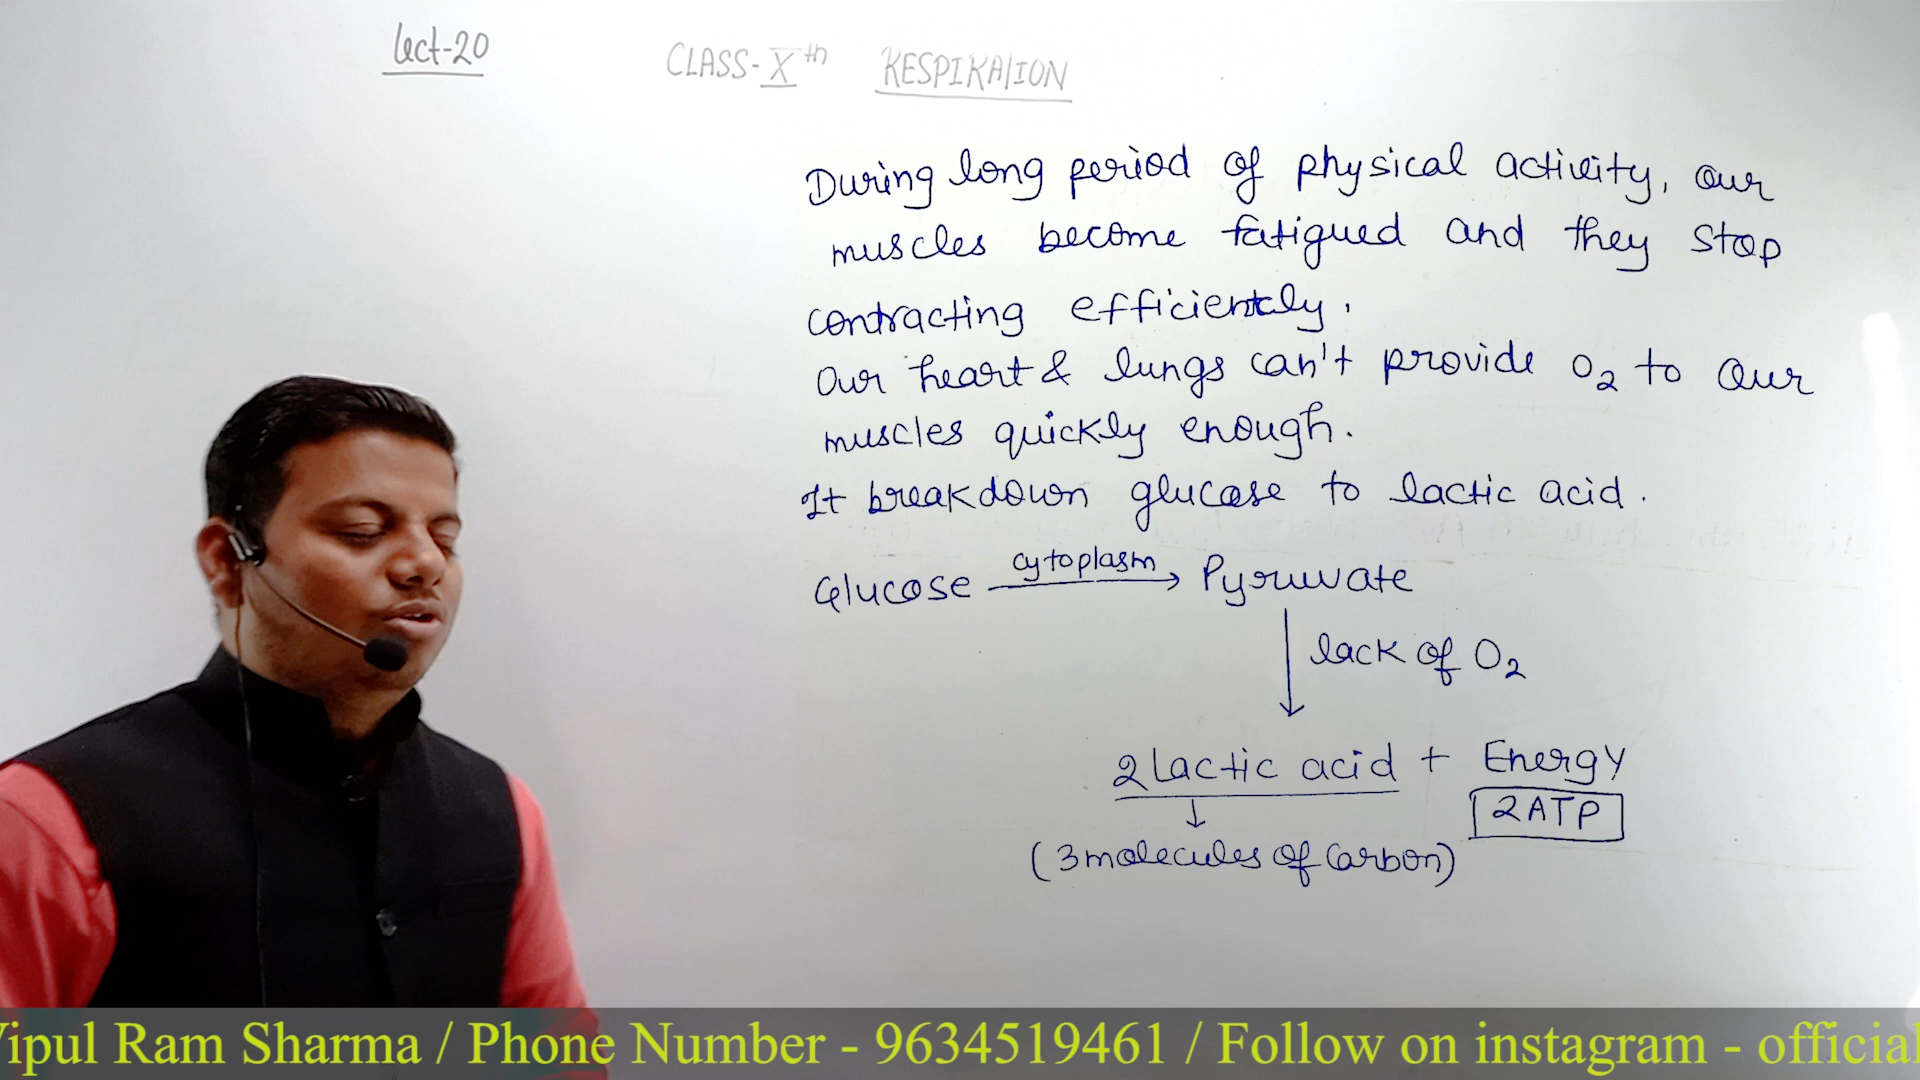 Lect-20
CLASS-Xth RESPIRATION
During long period of physical activity, our
muscles become fatigued and they stop
contracting efficiently.
Our heart & lungs can't provide O2 to our
muscles quickly enough.
It breakdown glucose to lactic acid.
Glucose cytoplasm → Pyruvate
↓ lack of O2
2 Lactic acid + Energy
↓ 2ATP
(3 molecules of Carbon)
Vipul Ram Sharma / Phone Number - 9634519461 / Follow on instagram - official